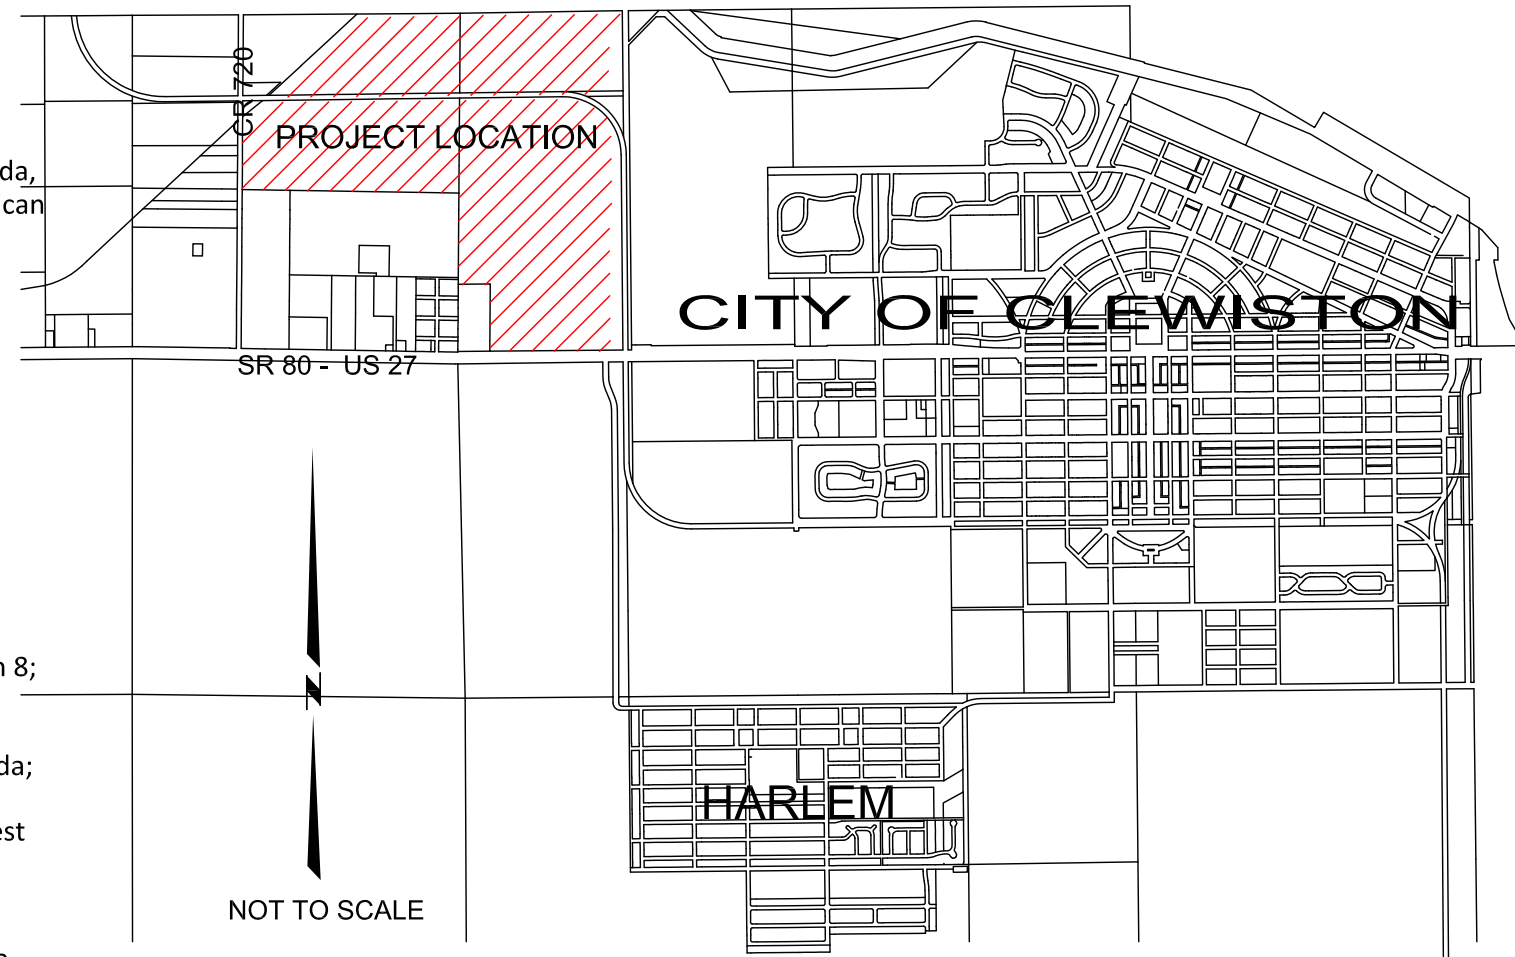 CR 720
PROJECT LOCATION
da,
can
CITY OF CLEWISTON
SR 80 - US 27
N
n 8;
da;
HARLEM
est
NOT TO SCALE